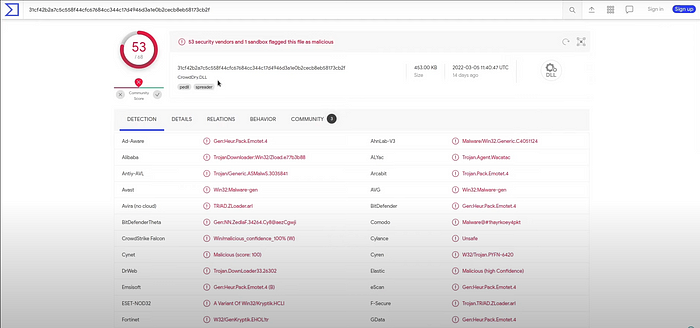 31cf42b2a7c5c558f44cfc67684cc344c17d4f46d3a1e0b2cecb8eb58173cb2f
Sign in
Sign up
53
/ 68
Community
Score
53 security vendors and 1 sandbox flagged this file as malicious
31cf42b2a7c5c558f44cfc67684cc344c17d4f46d3a1e0b2cecb8eb58173cb2f
CrowdDry.DLL
pedll spreader
453.00 KB
Size
2022-03-05 11:40:47 UTC
14 days ago
DLL
DETECTION DETAILS RELATIONS BEHAVIOR COMMUNITY 3
Ad-Aware Gen:Heur.Pack.Emotet.4 AhnLab-V3 Malware/Win32.Generic.C4051124
Alibaba TrojanDownloader:Win32/Zload.e77b3b88 ALYac Trojan.Agent.Wacatac
Antiy-AVL Trojan/Generic.ASMalwS.3035841 Arcabit Trojan.Pack.Emotet.4
Avast Win32:Malware-gen AVG Win32:Malware-gen
Avira (no cloud) TR/AD.ZLoader.arl BitDefender Gen:Heur.Pack.Emotet.4
BitDefenderTheta Gen:NN.ZedlaF.34264.Cy8@aezCgwji Comodo Malware@#1heyrkoey4pkt
CrowdStrike Falcon Win/malicious_confidence_100% (W) Cylance Unsafe
Cynet Malicious (score: 100) Cyren W32/Trojan.PYFN-6420
DrWeb Trojan.DownLoader33.26302 Elastic Malicious (high Confidence)
Emsisoft Gen:Heur.Pack.Emotet.4 (B) eScan Gen:Heur.Pack.Emotet.4
ESET-NOD32 A Variant Of Win32/Kryptik.HCLI F-Secure Trojan.TR/AD.ZLoader.arl
Fortinet W32/GenKryptik.EHOL!tr GData Gen:Heur.Pack.Emotet.4